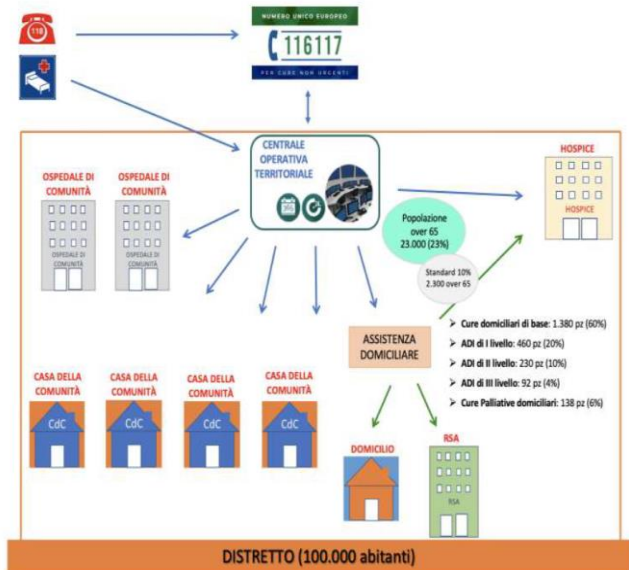 118
NUMERO UNICO EUROPEO
116117
PER CURE NON URGENTI
CENTRALE
OPERATIVA
TERRITORIALE
OSPEDALE DI
COMUNITÀ
OSPEDALE DI
COMUNITÀ
OSPEDALE DI
COMUNITÀ
OSPEDALE DI
COMUNITÀ
HOSPICE
HOSPICE
Popolazione
over 65
23.000 (23%)
Standard 10%
2.300 over 65
ASSISTENZA
DOMICILIARE
➢ Cure domiciliari di base: 1.380 pz (60%)
➢ ADI di I livello: 460 pz (20%)
➢ ADI di II livello: 230 pz (10%)
➢ ADI di III livello: 92 pz (4%)
➢ Cure Palliative domiciliari: 138 pz (6%)
CASA DELLA
COMUNITÀ
CdC
CASA DELLA
COMUNITÀ
CdC
CASA DELLA
COMUNITÀ
CdC
CASA DELLA
COMUNITÀ
CdC
DOMICILIO
RSA
RSA
DISTRETTO (100.000 abitanti)